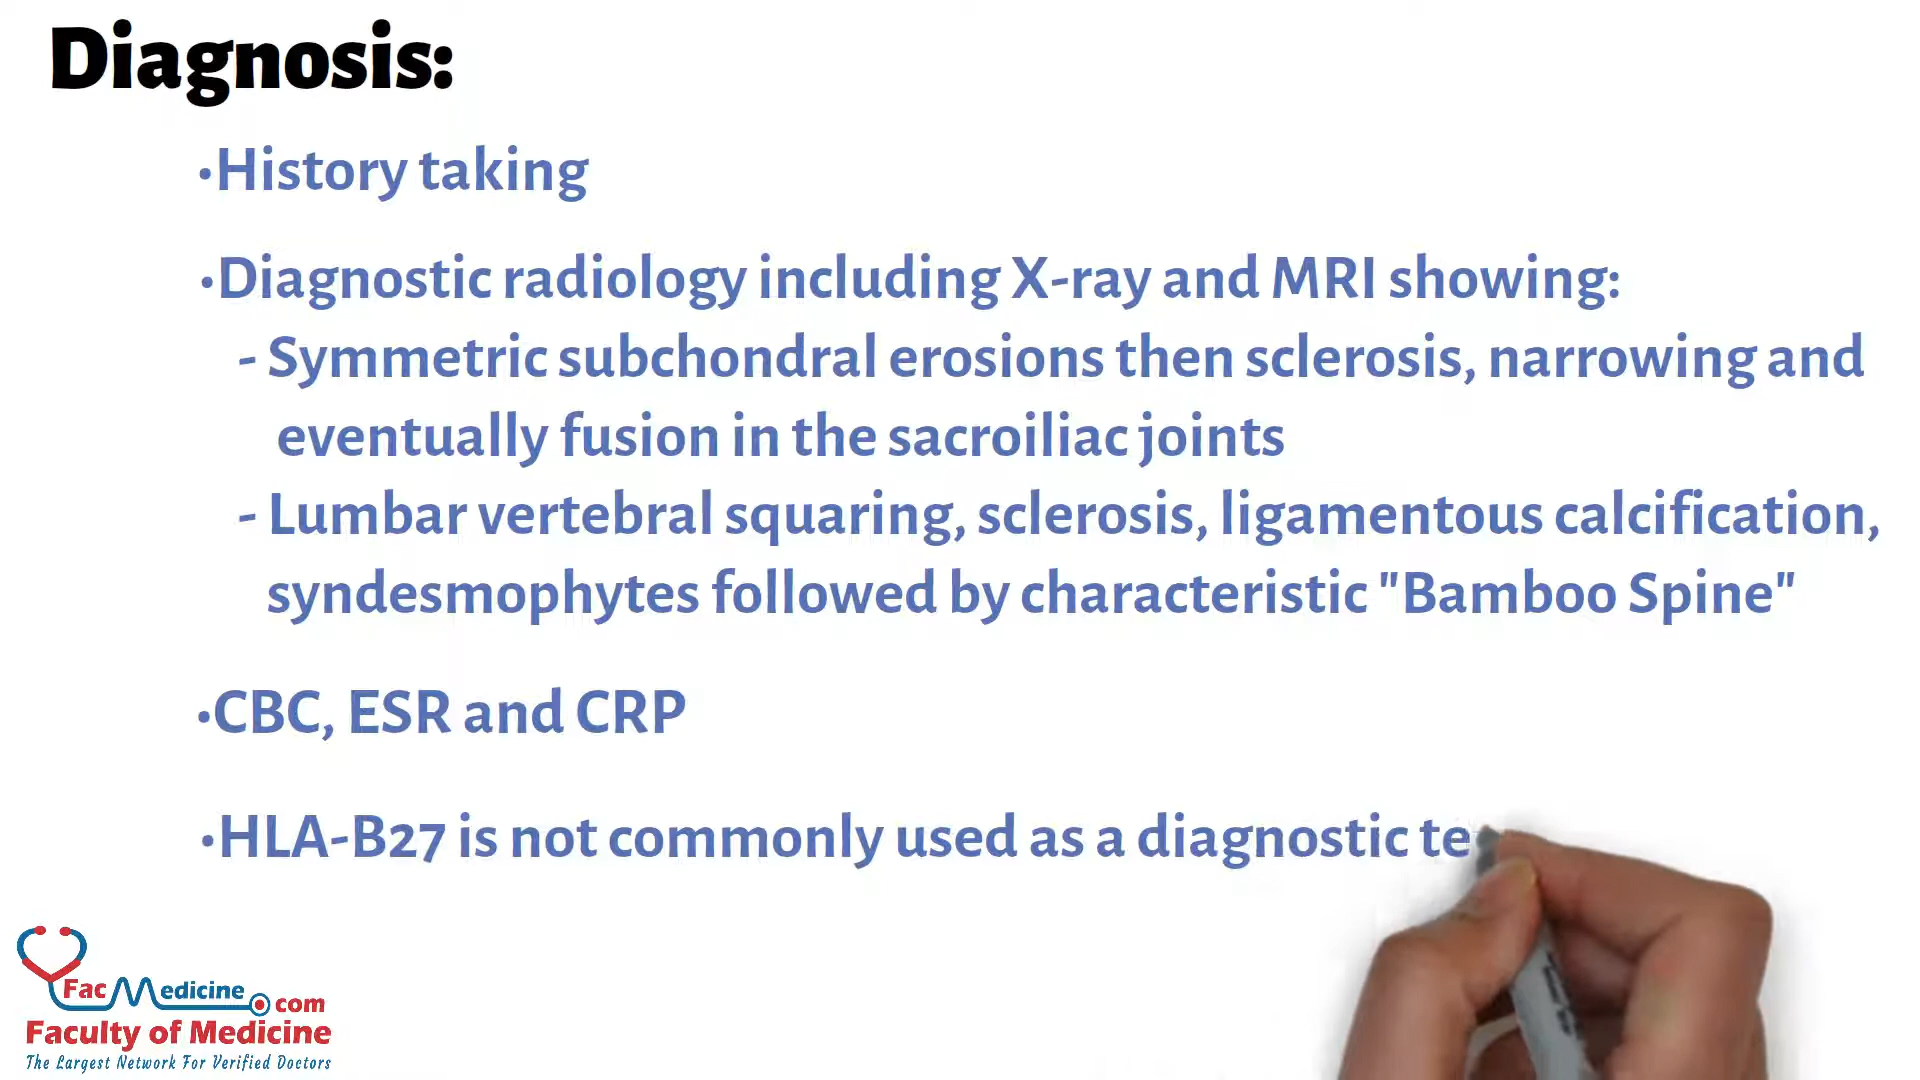 Diagnosis:
•History taking
•Diagnostic radiology including X-ray and MRI showing:
- Symmetric subchondral erosions then sclerosis, narrowing and
eventually fusion in the sacroiliac joints
- Lumbar vertebral squaring, sclerosis, ligamentous calcification,
syndesmophytes followed by characteristic "Bamboo Spine"
•CBC, ESR and CRP
•HLA-B27 is not commonly used as a diagnostic te
FacMedicine.com
Faculty of Medicine
The Largest Network For Verified Doctors